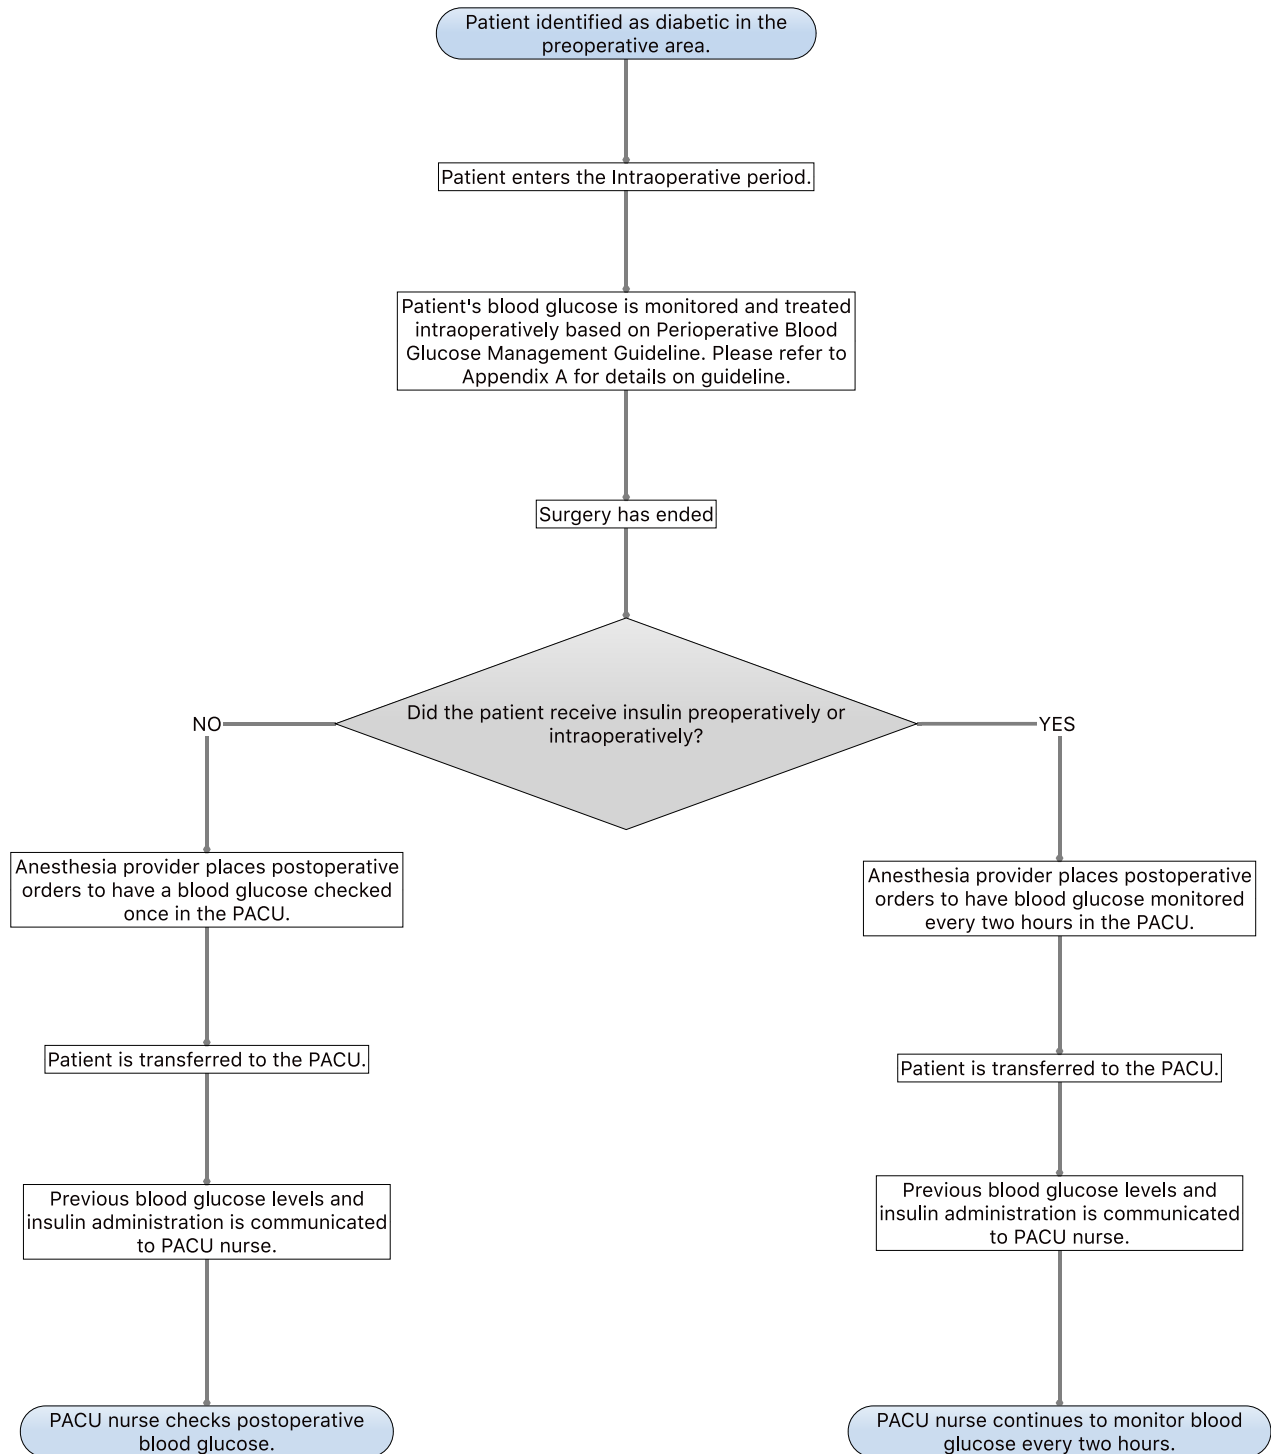 Patient identified as diabetic in the
preoperative area.
Patient enters the Intraoperative period.
Patient's blood glucose is monitored and treated
intraoperatively based on Perioperative Blood
Glucose Management Guideline. Please refer to
Appendix A for details on guideline.
Surgery has ended
Did the patient receive insulin preoperatively or
intraoperatively?
NO
YES
Anesthesia provider places postoperative
orders to have a blood glucose checked
once in the PACU.
Anesthesia provider places postoperative
orders to have blood glucose monitored
every two hours in the PACU.
Patient is transferred to the PACU.
Patient is transferred to the PACU.
Previous blood glucose levels and
insulin administration is communicated
to PACU nurse.
Previous blood glucose levels and
insulin administration is communicated
to PACU nurse.
PACU nurse checks postoperative
blood glucose.
PACU nurse continues to monitor blood
glucose every two hours.